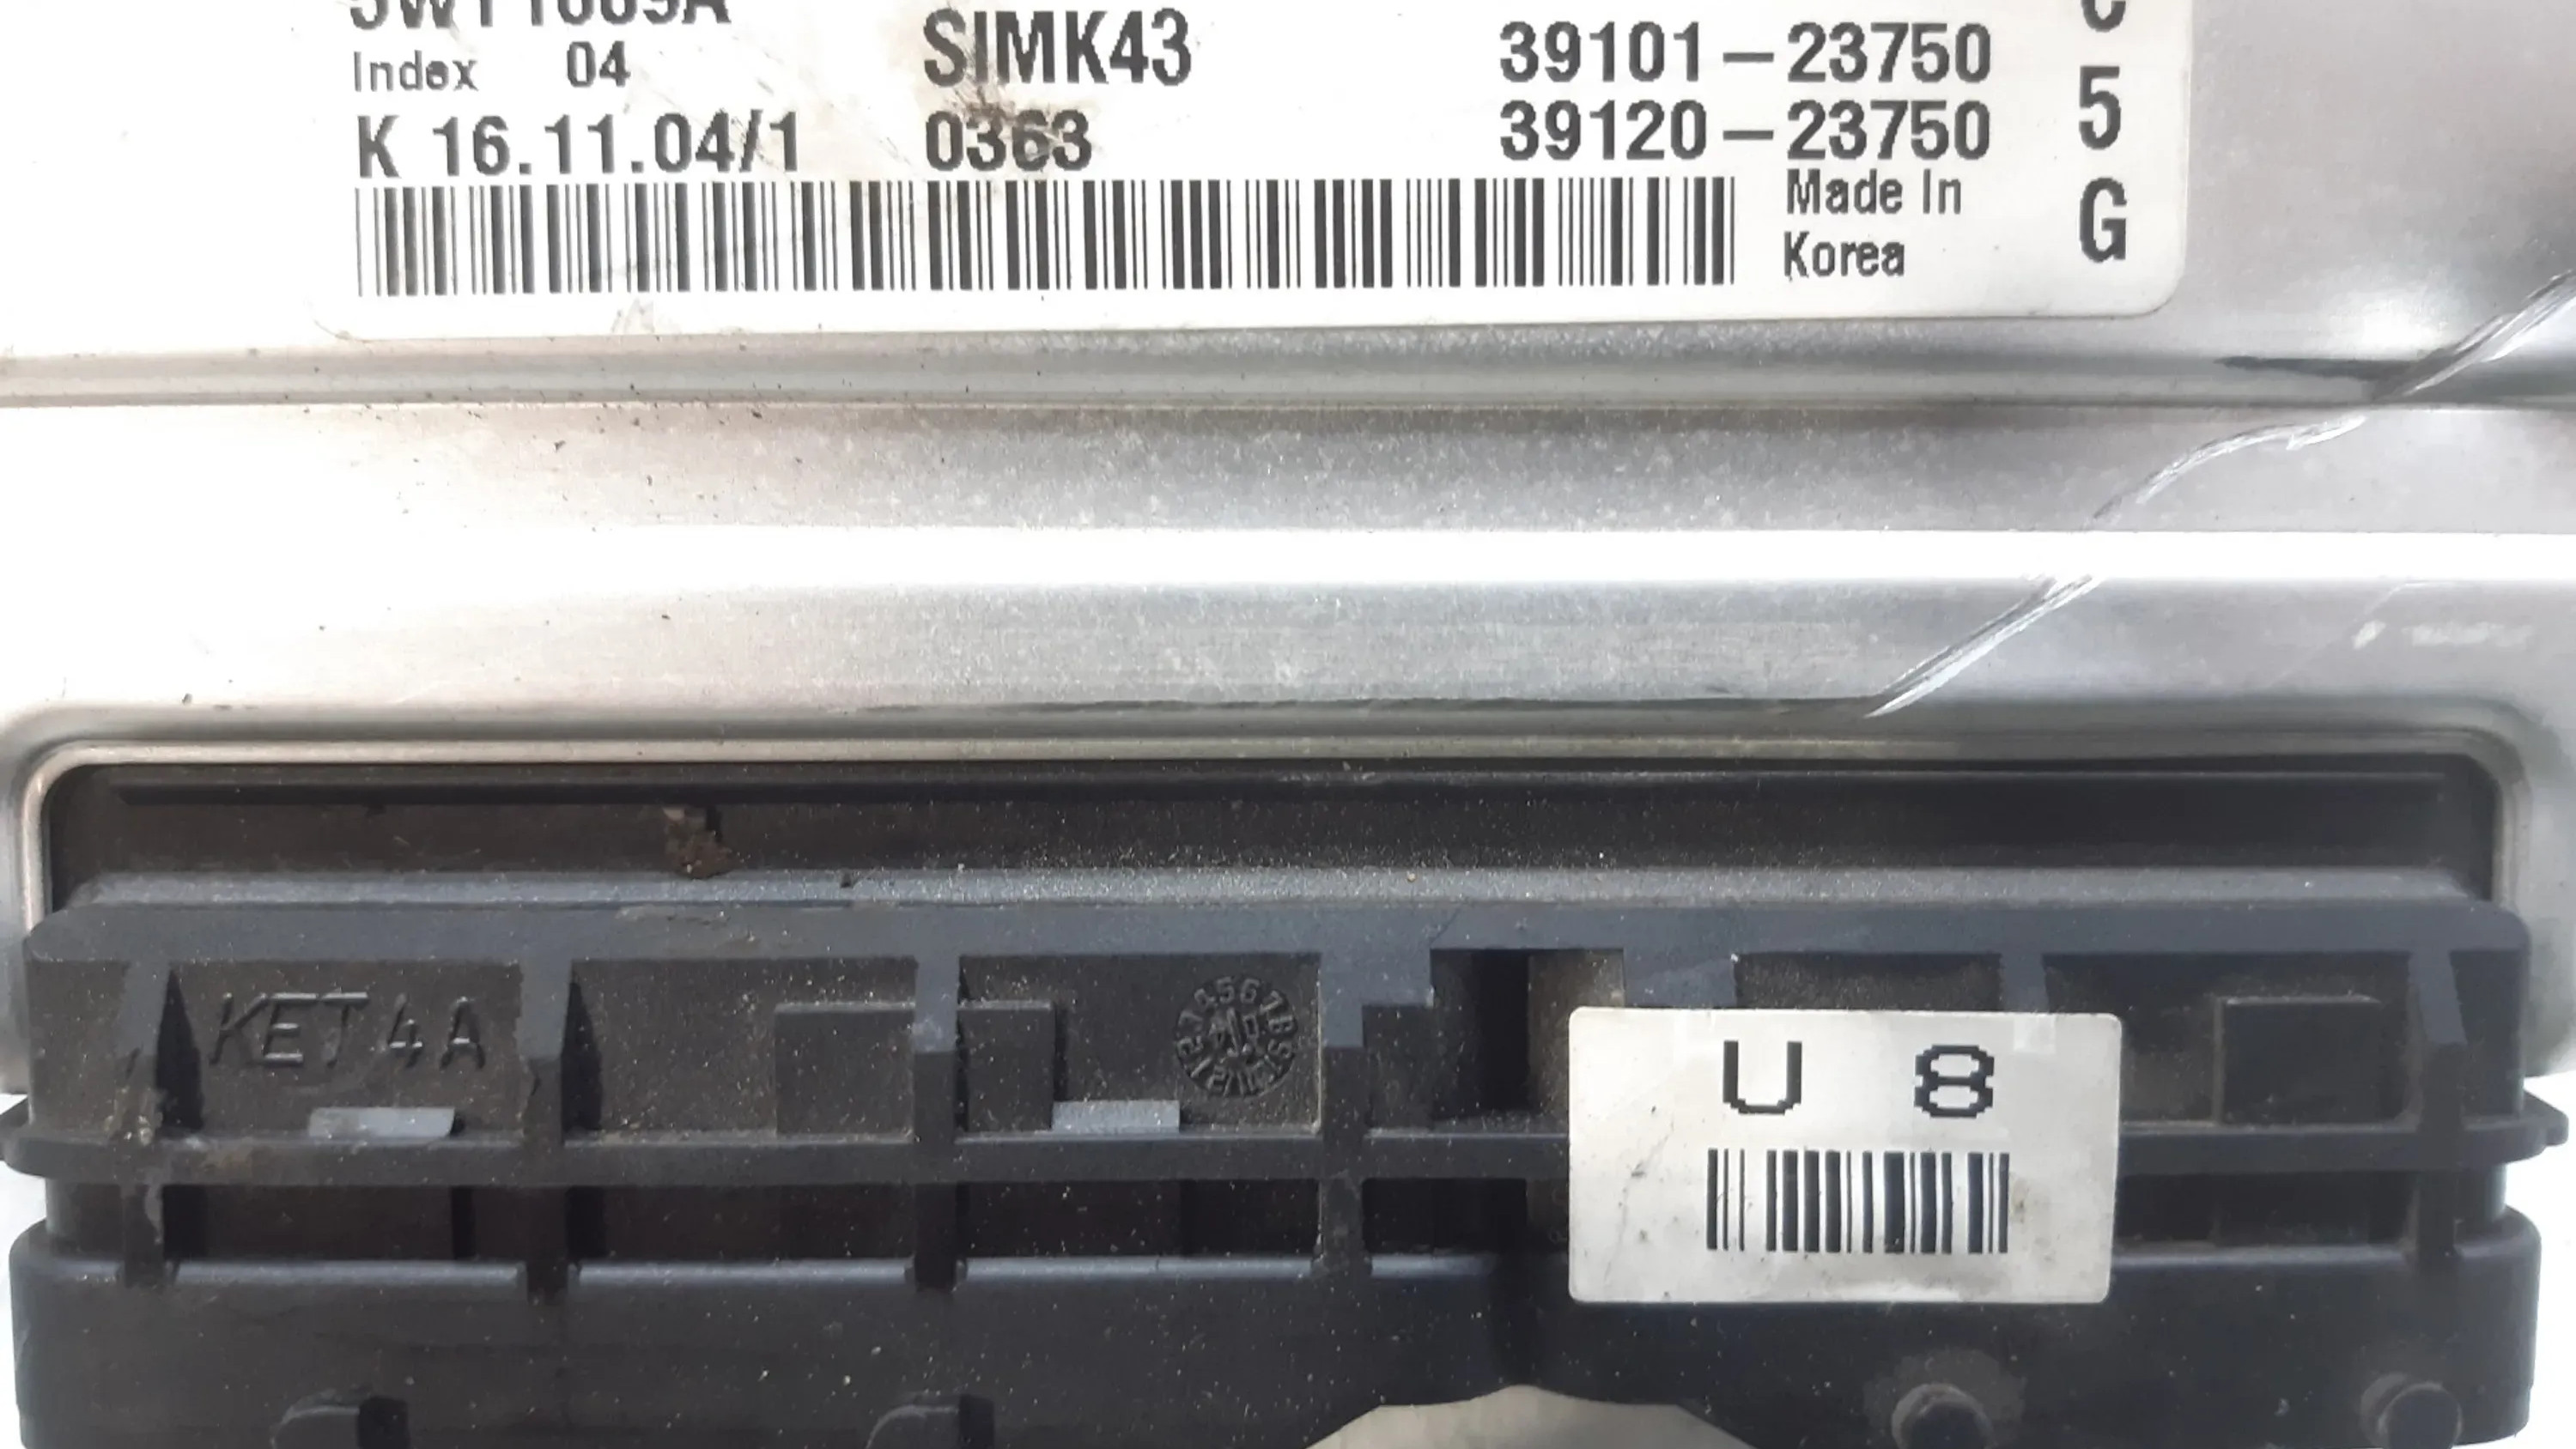 Index 04
SIMK43
39101-23750
5
K 16.11.04/1
0363
39120-23750
Made In
Korea
G
KET 4A
U 8